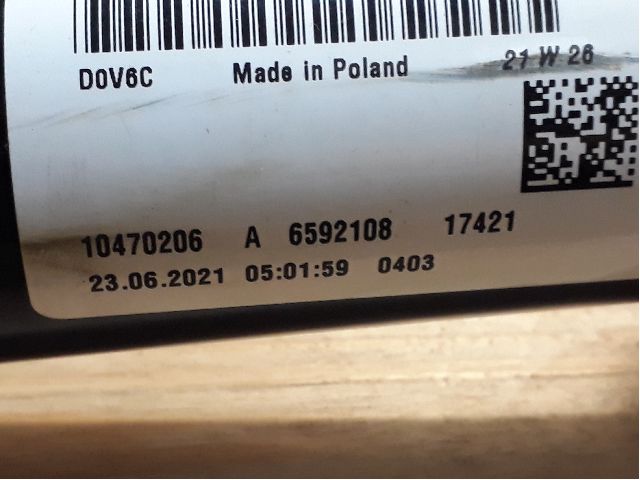 D0V6C Made in Poland 21 W 26
10470206 A 6592108 17421
23.06.2021 05:01:59 0403